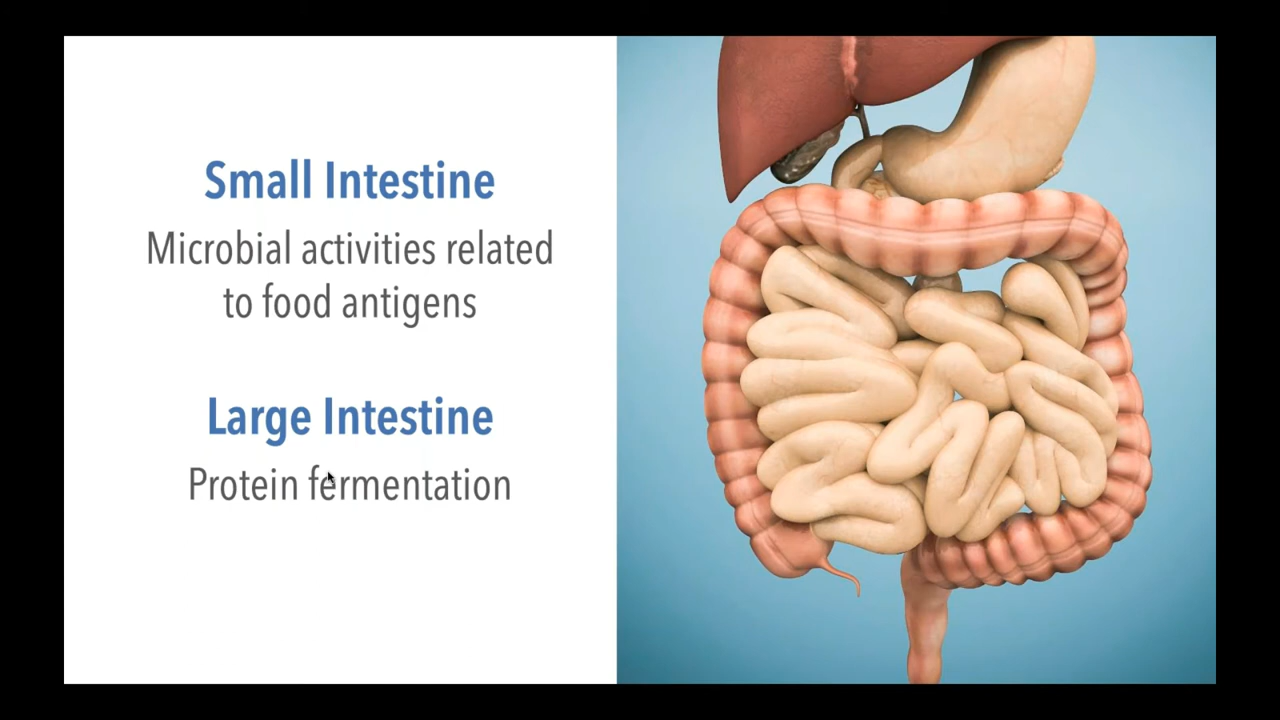 Small Intestine
Microbial activities related
to food antigens
Large Intestine
Protein fermentation